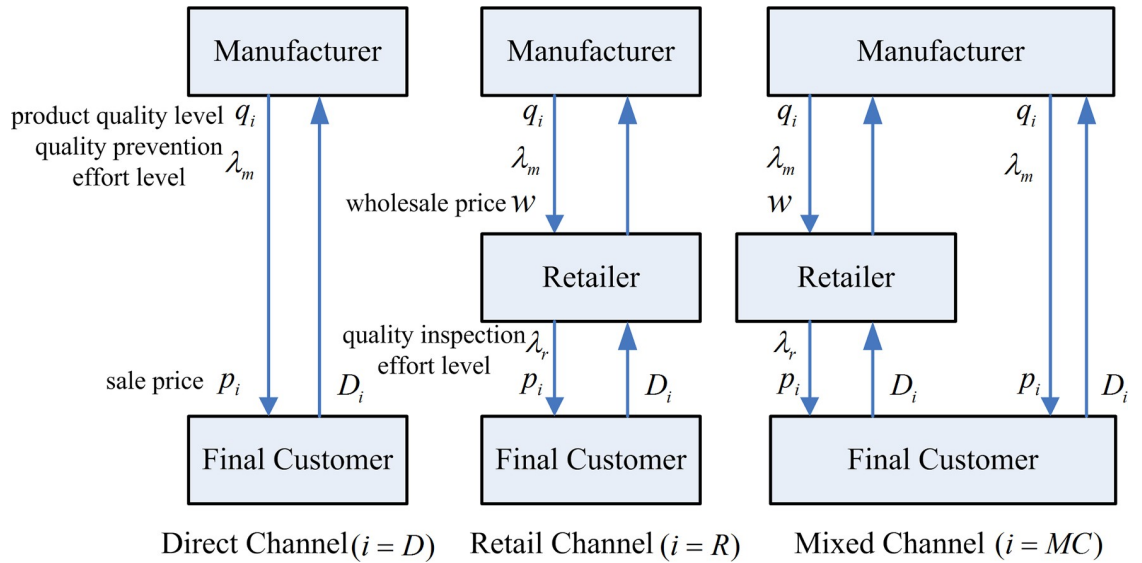 Manufacturer
product quality level q_i
quality prevention
effort level λ_m
sale price p_i D_i
Final Customer
Direct Channel (i = D)
Manufacturer
q_i
λ_m
wholesale price w
Retailer
quality inspection
effort level λ_r
p_i D_i
Final Customer
Retail Channel (i = R)
Manufacturer
q_i q_i
λ_m λ_m
w
Retailer
λ_r
p_i D_i p_i D_i
Final Customer
Mixed Channel (i = MC)